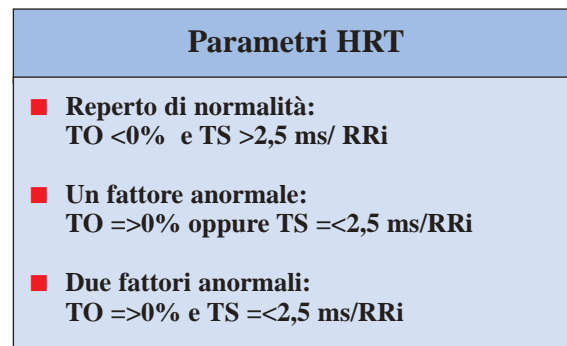 Parametri HRT
Reperto di normalità:
TO <0% e TS >2,5 ms/ RRi
Un fattore anormale:
TO =>0% oppure TS =<2,5 ms/RRi
Due fattori anormali:
TO =>0% e TS =<2,5 ms/RRi